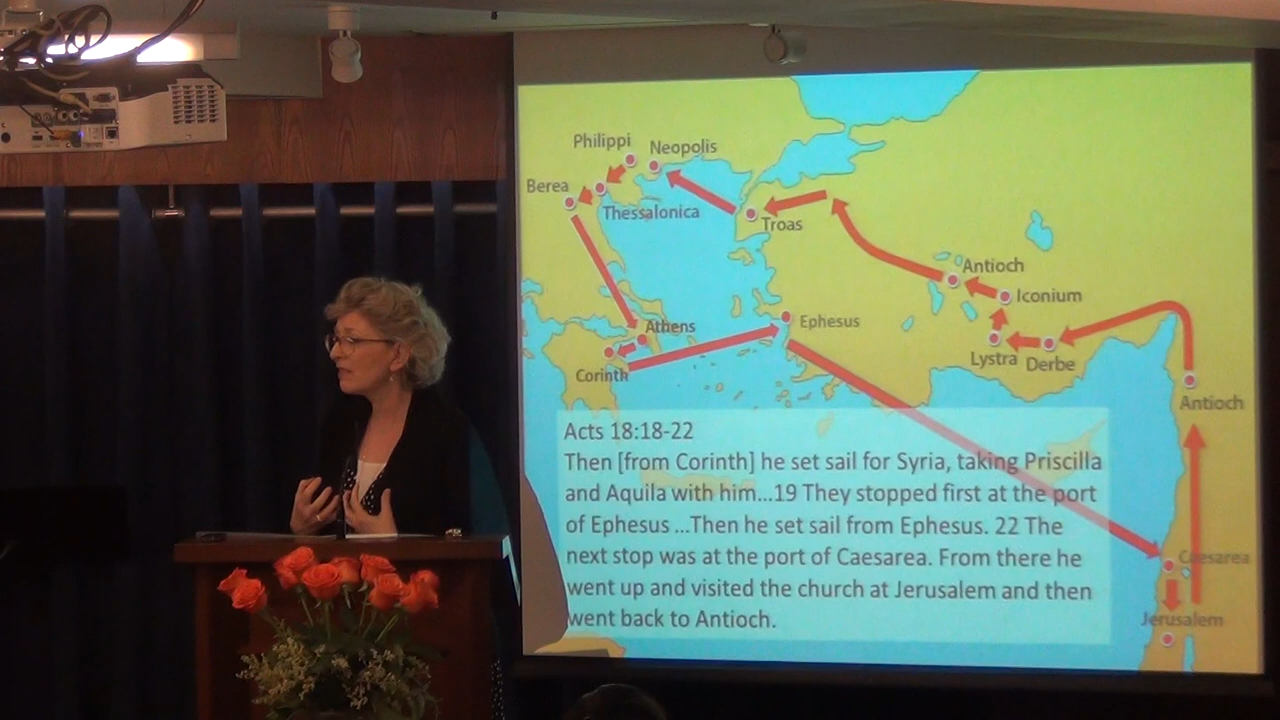 Philippi
Neopolis
Berea
Thessalonica
Troas
Antioch
Iconium
Athens
Ephesus
Lystra
Derbe
Corinth
Antioch
Acts 18:18-22
Then [from Corinth] he set sail for Syria, taking Priscilla
and Aquila with him...19 They stopped first at the port
of Ephesus ...Then he set sail from Ephesus. 22 The
next stop was at the port of Caesarea. From there he
went up and visited the church at Jerusalem and then
went back to Antioch.
Caesarea
Jerusalem